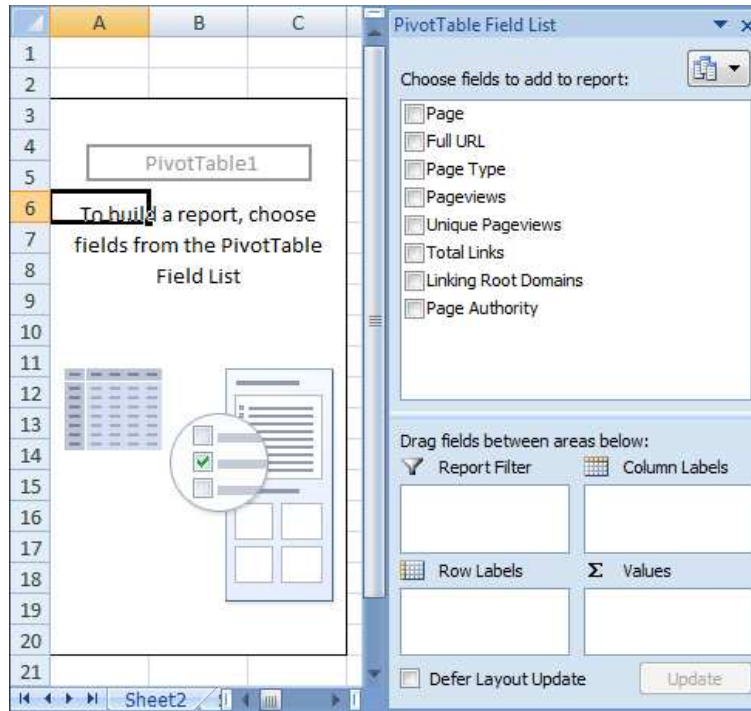 A B C
PivotTable Field List
1
2
3
4
5
6
7
8
9
10
11
12
13
14
15
16
17
18
19
20
21
PivotTable1
To build a report, choose
fields from the PivotTable
Field List
Sheet2
Choose fields to add to report:
Page
Full URL
Page Type
Pageviews
Unique Pageviews
Total Links
Linking Root Domains
Page Authority
Drag fields between areas below:
Report Filter
Column Labels
Row Labels
Σ Values
Defer Layout Update
Update